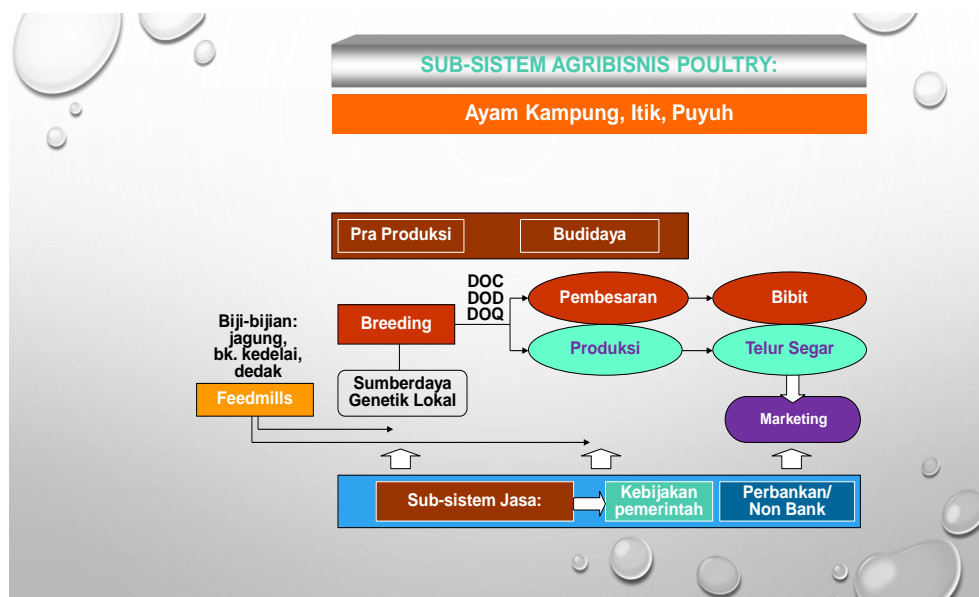 SUB-SISTEM AGRIBISNIS POULTRY:
Ayam Kampung, Itik, Puyuh
Pra Produksi
Budidaya
DOC
DOD
DOQ
Pembesaran
Bibit
Biji-bijian:
jagung,
bk. kedelai,
dedak
Breeding
Produksi
Telur Segar
Feedmills
Sumberdaya
Genetik Lokal
Marketing
Sub-sistem Jasa:
Kebijakan
pemerintah
Perbankan/
Non Bank